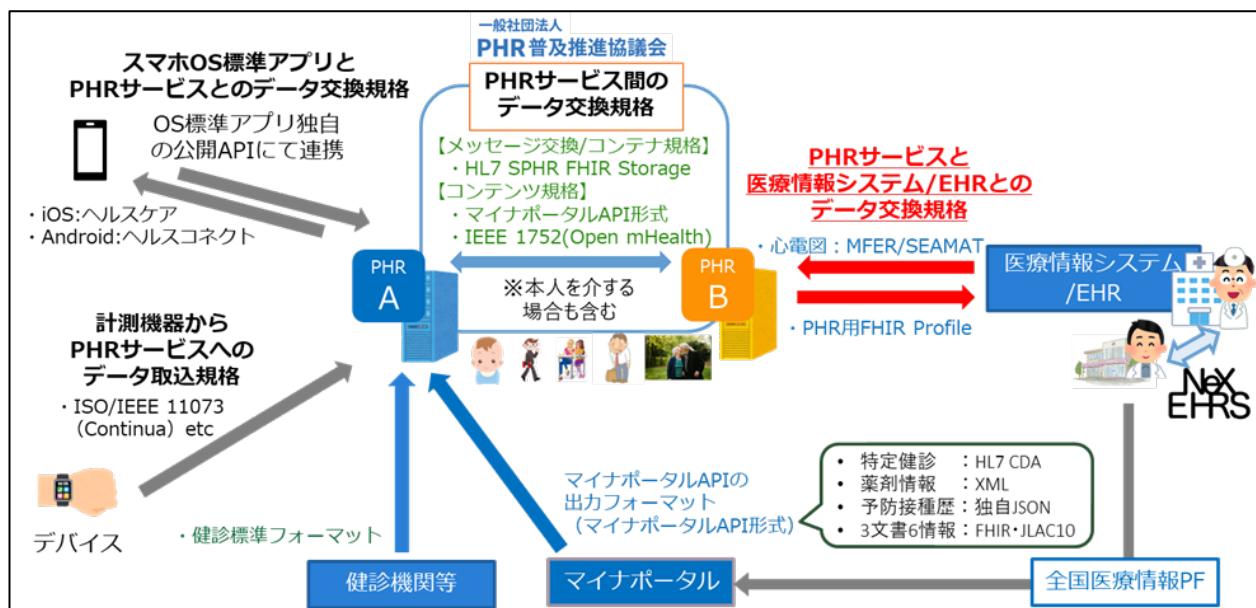 一般社団法人
PHR普及推進協議会
スマホOS標準アプリと
PHRサービスとのデータ交換規格
OS標準アプリ独自
の公開APIにて連携
・iOS:ヘルスケア
・Android:ヘルスコネクト
PHRサービス間の
データ交換規格
【メッセージ交換/コンテナ規格】
・HL7 SPHR FHIR Storage
【コンテンツ規格】
・マイナポータルAPI形式
・IEEE 1752(Open mHealth)
PHR
A
PHR
B
※本人を介する
場合も含む
PHRサービスと
医療情報システム/EHRとの
データ交換規格
・心電図：MFER/SEAMAT
・PHR用FHIR Profile
医療情報システム
/EHR
NeX
EHRS
計測機器から
PHRサービスへの
データ取込規格
・ISO/IEEE 11073
（Continua）etc
デバイス
・健診標準フォーマット
健診機関等
マイナポータルAPIの
出力フォーマット
（マイナポータルAPI形式）
マイナポータル
• 特定健診　：HL7 CDA
• 薬剤情報　：XML
• 予防接種歴：独自JSON
• 3文書6情報：FHIR・JLAC10
全国医療情報PF